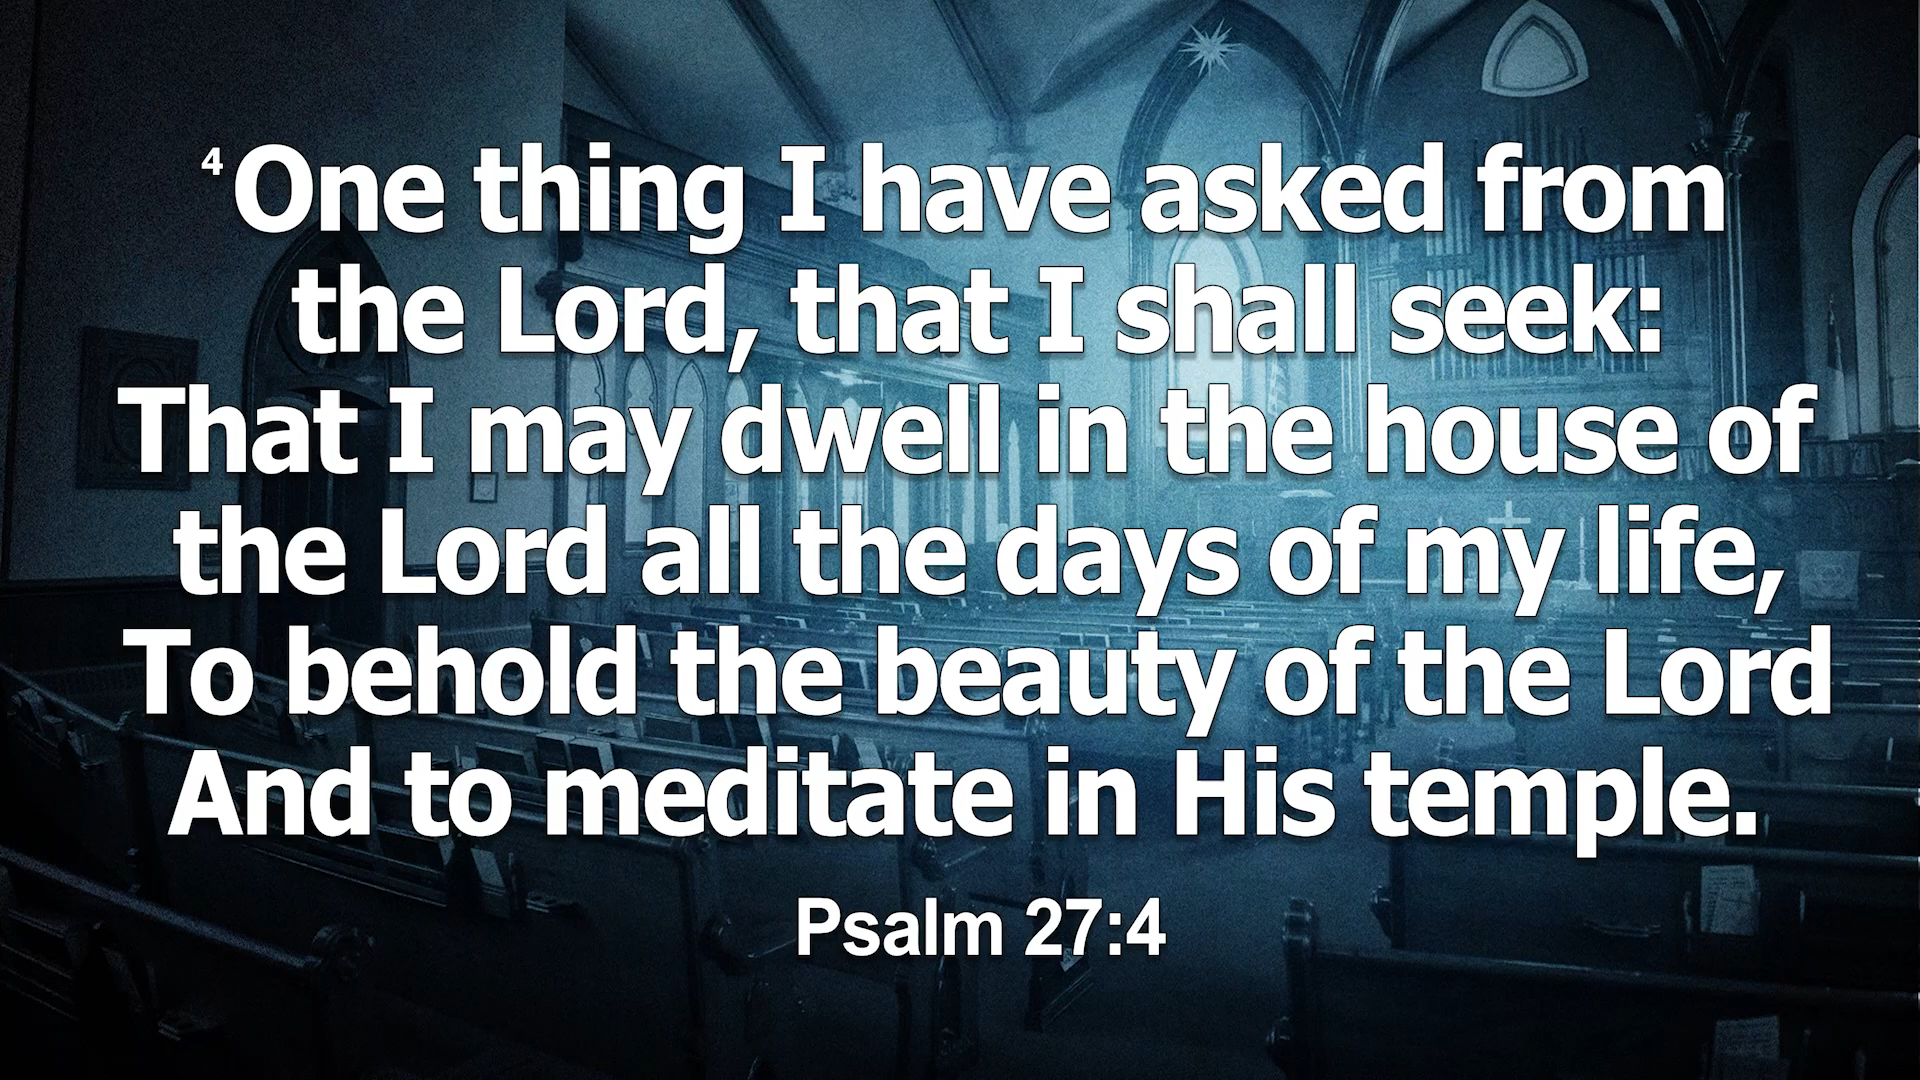 4 One thing I have asked from
the Lord, that I shall seek:
That I may dwell in the house of
the Lord all the days of my life,
To behold the beauty of the Lord
And to meditate in His temple.
Psalm 27:4